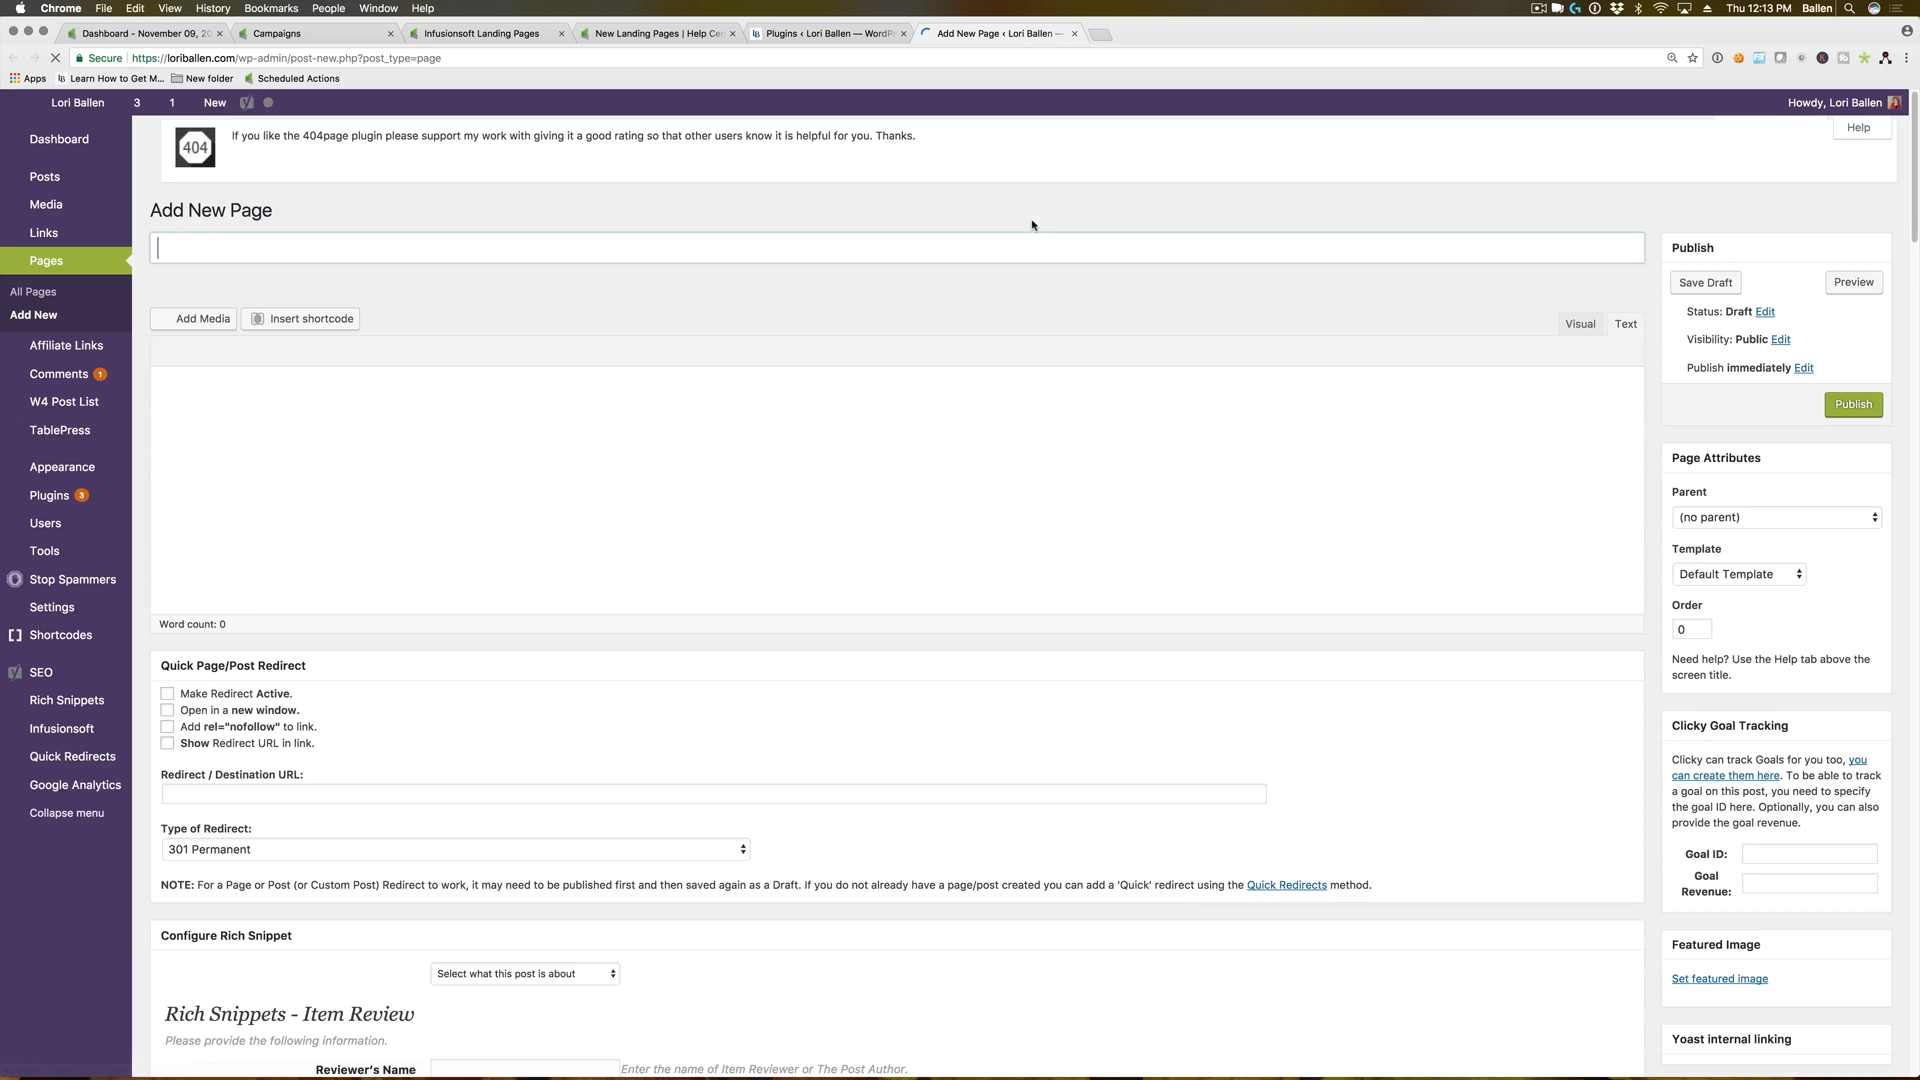 Chrome File Edit View History Bookmarks People Window Help
Thu 12:13 PM Ballen
Dashboard - November 09, 20
Campaigns
Infusionsoft Landing Pages
New Landing Pages | Help Cen
Plugins ‹ Lori Ballen — WordPr
Add New Page ‹ Lori Ballen —
Secure https://loriballen.com/wp-admin/post-new.php?post_type=page
Apps Learn How to Get M... New folder Scheduled Actions
Lori Ballen 3 1 New
Howdy, Lori Ballen
Help
404
If you like the 404page plugin please support my work with giving it a good rating so that other users know it is helpful for you. Thanks.
Dashboard
Posts
Media
Links
Pages
All Pages
Add New
Affiliate Links
Comments 1
W4 Post List
TablePress
Appearance
Plugins 3
Users
Tools
Stop Spammers
Settings
Shortcodes
SEO
Rich Snippets
Infusionsoft
Quick Redirects
Google Analytics
Collapse menu
Add New Page
Add Media Insert shortcode
Visual Text
Word count: 0
Quick Page/Post Redirect
Make Redirect Active.
Open in a new window.
Add rel="nofollow" to link.
Show Redirect URL in link.
Redirect / Destination URL:
Type of Redirect:
301 Permanent
NOTE: For a Page or Post (or Custom Post) Redirect to work, it may need to be published first and then saved again as a Draft. If you do not already have a page/post created you can add a 'Quick' redirect using the Quick Redirects method.
Configure Rich Snippet
Select what this post is about
Rich Snippets - Item Review
Please provide the following information.
Reviewer's Name
Enter the name of Item Reviewer or The Post Author.
Publish
Save Draft Preview
Status: Draft Edit
Visibility: Public Edit
Publish immediately Edit
Publish
Page Attributes
Parent
(no parent)
Template
Default Template
Order
0
Need help? Use the Help tab above the
screen title.
Clicky Goal Tracking
Clicky can track Goals for you too, you
can create them here. To be able to track
a goal on this post, you need to specify
the goal ID here. Optionally, you can also
provide the goal revenue.
Goal ID:
Goal
Revenue:
Featured Image
Set featured image
Yoast internal linking